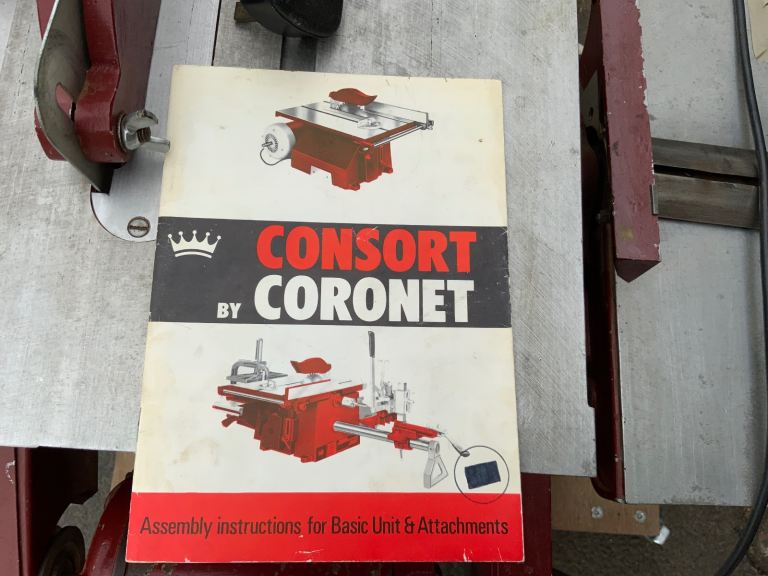 CONSORT
BY CORONET
Assembly instructions for Basic Unit & Attachments